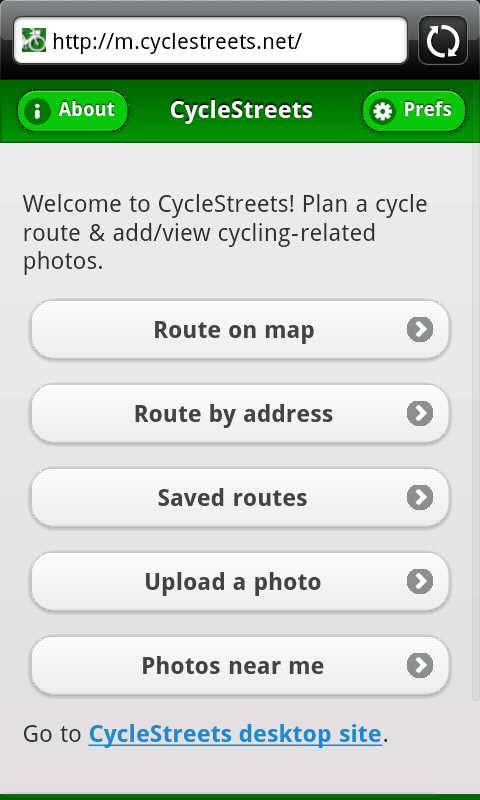 http://m.cyclestreets.net/
About
CycleStreets
Prefs
Welcome to CycleStreets! Plan a cycle
route & add/view cycling-related
photos.
Route on map
Route by address
Saved routes
Upload a photo
Photos near me
Go to CycleStreets desktop site.